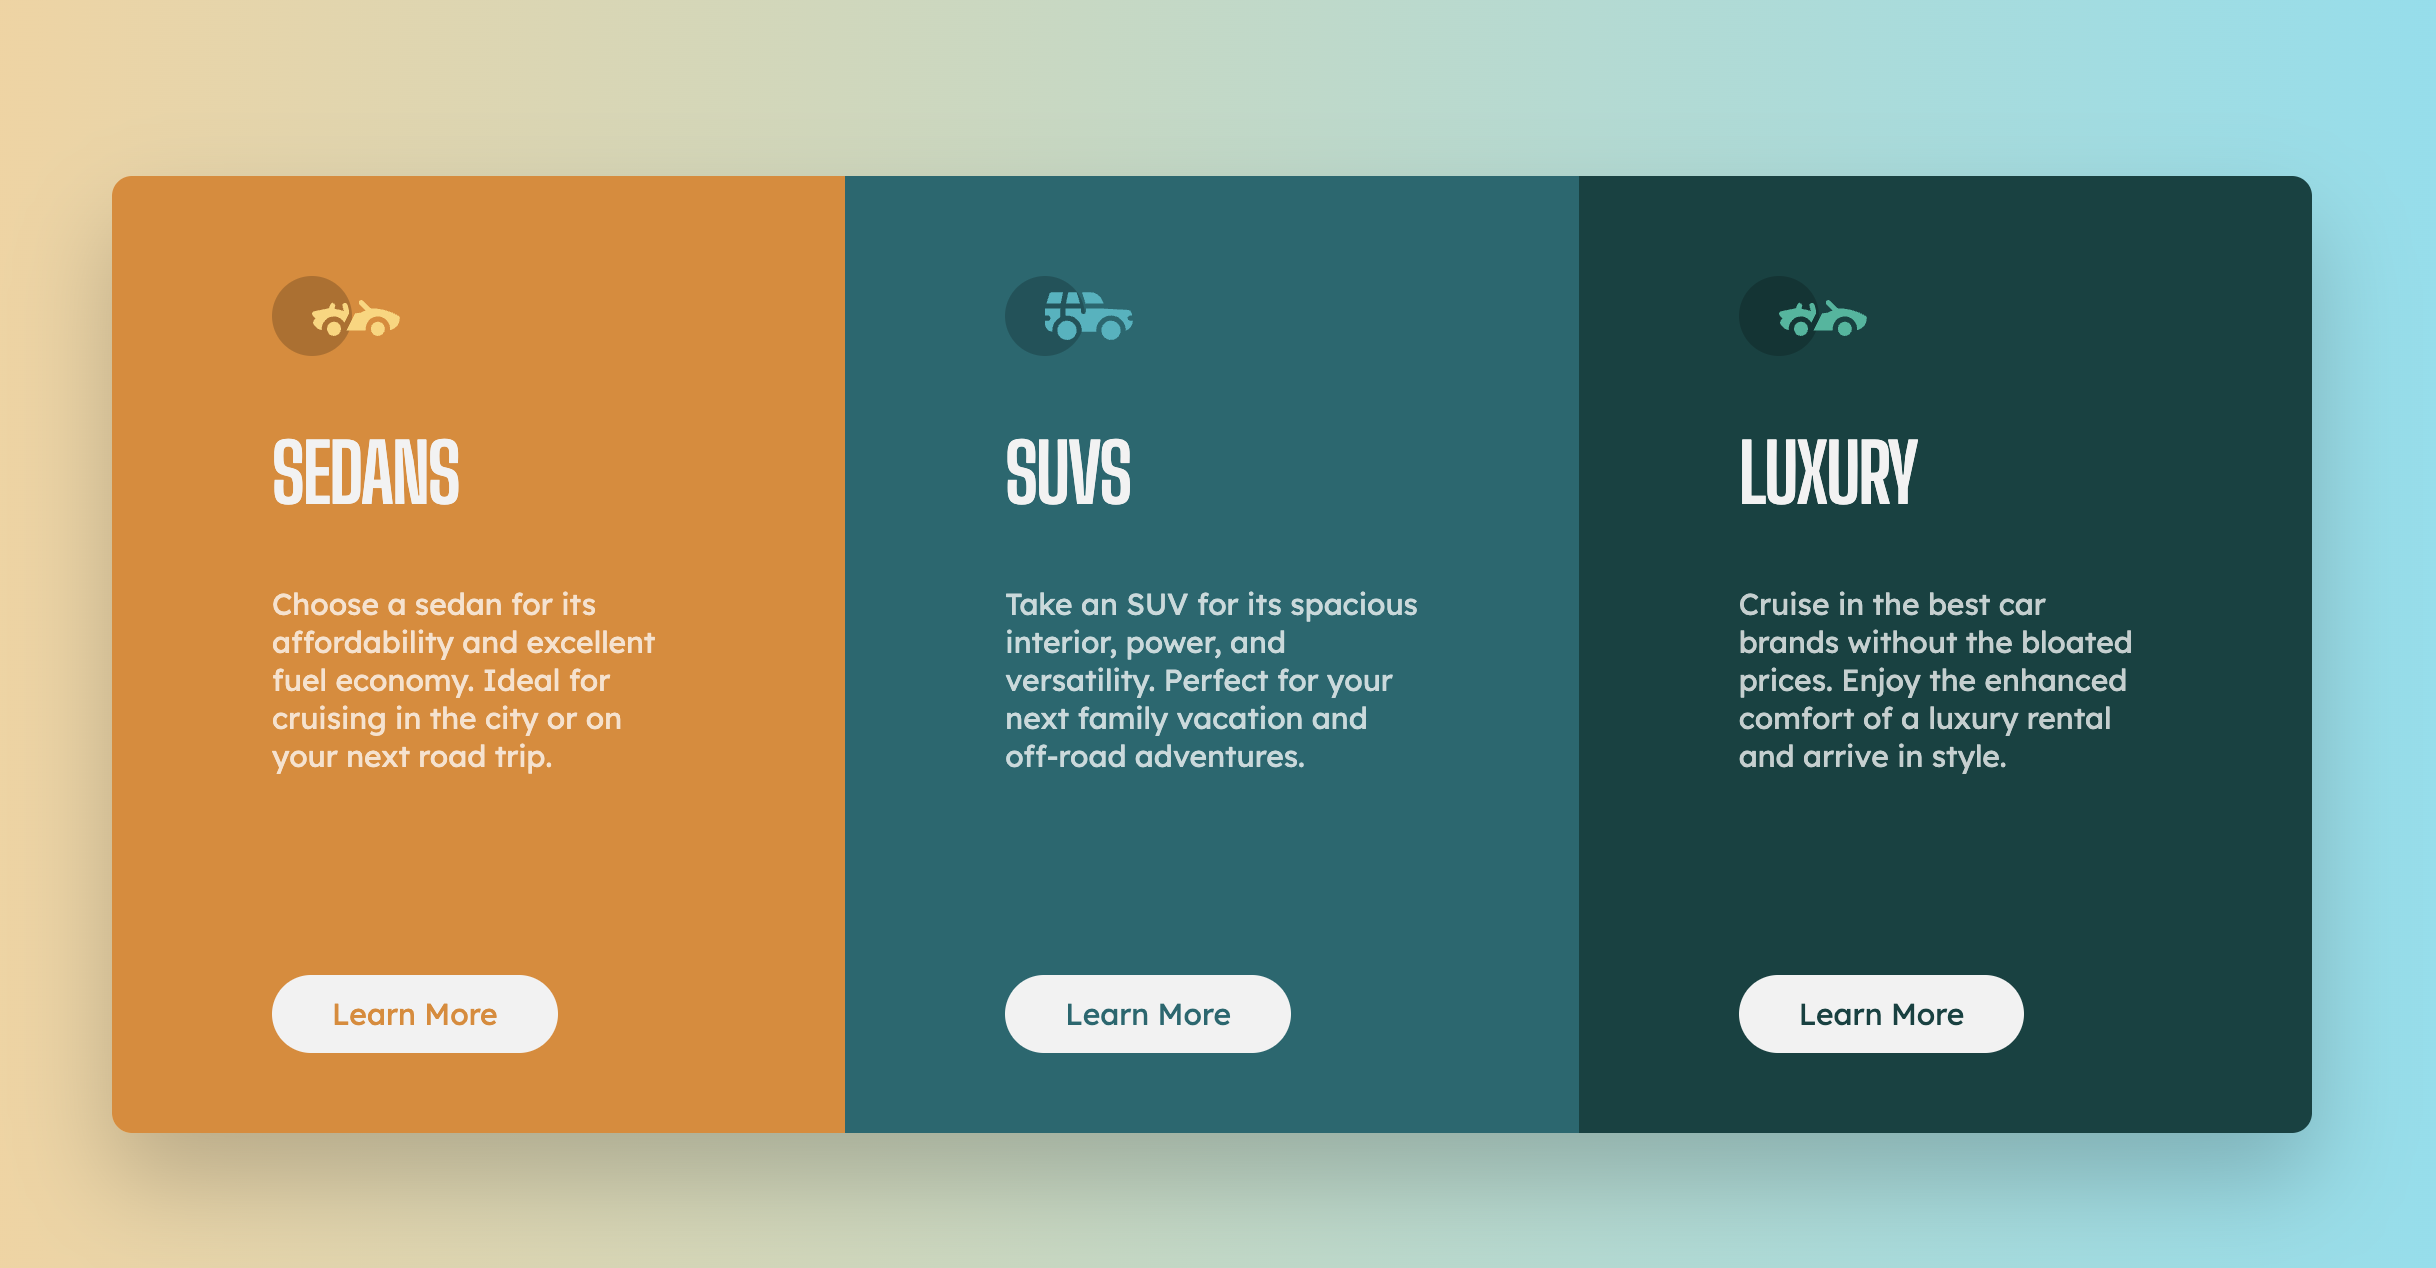 SEDANS
Choose a sedan for its
affordability and excellent
fuel economy. Ideal for
cruising in the city or on
your next road trip.
Learn More
SUVS
Take an SUV for its spacious
interior, power, and
versatility. Perfect for your
next family vacation and
off-road adventures.
Learn More
LUXURY
Cruise in the best car
brands without the bloated
prices. Enjoy the enhanced
comfort of a luxury rental
and arrive in style.
Learn More